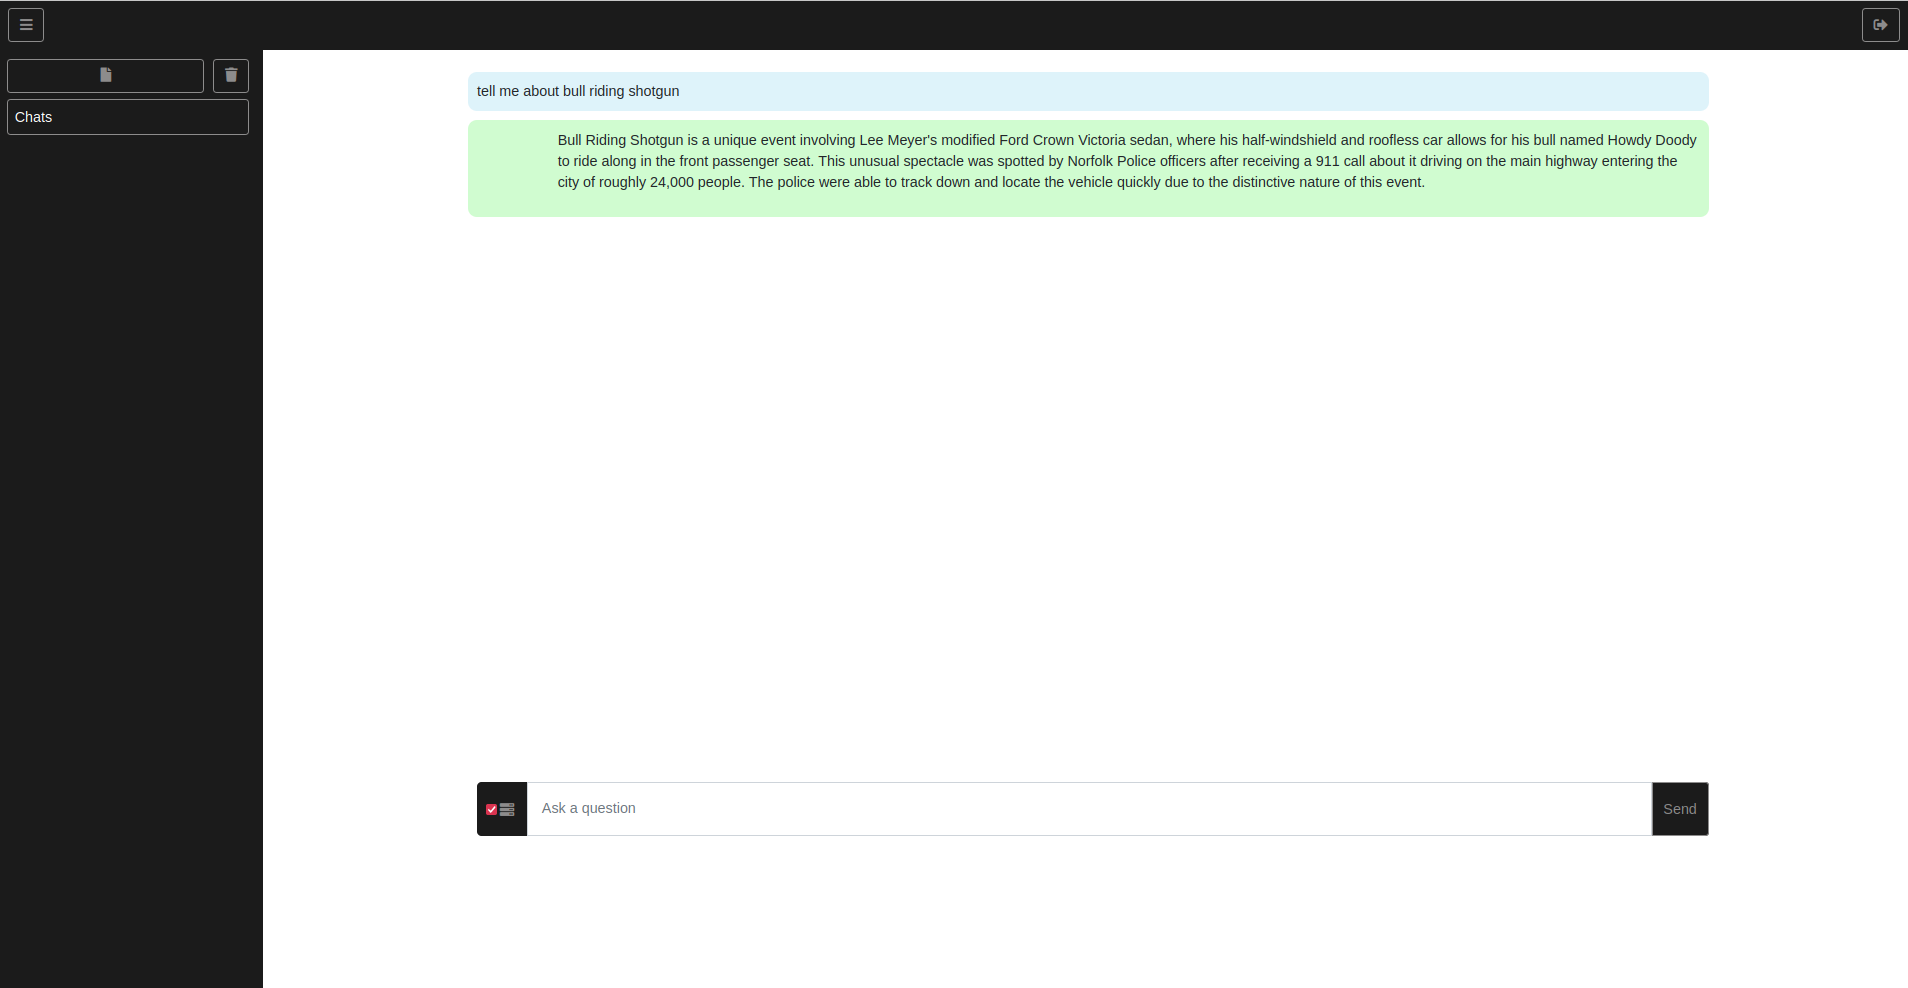 Chats
tell me about bull riding shotgun
Bull Riding Shotgun is a unique event involving Lee Meyer's modified Ford Crown Victoria sedan, where his half-windshield and roofless car allows for his bull named Howdy Doody
to ride along in the front passenger seat. This unusual spectacle was spotted by Norfolk Police officers after receiving a 911 call about it driving on the main highway entering the
city of roughly 24,000 people. The police were able to track down and locate the vehicle quickly due to the distinctive nature of this event.
Ask a question
Send